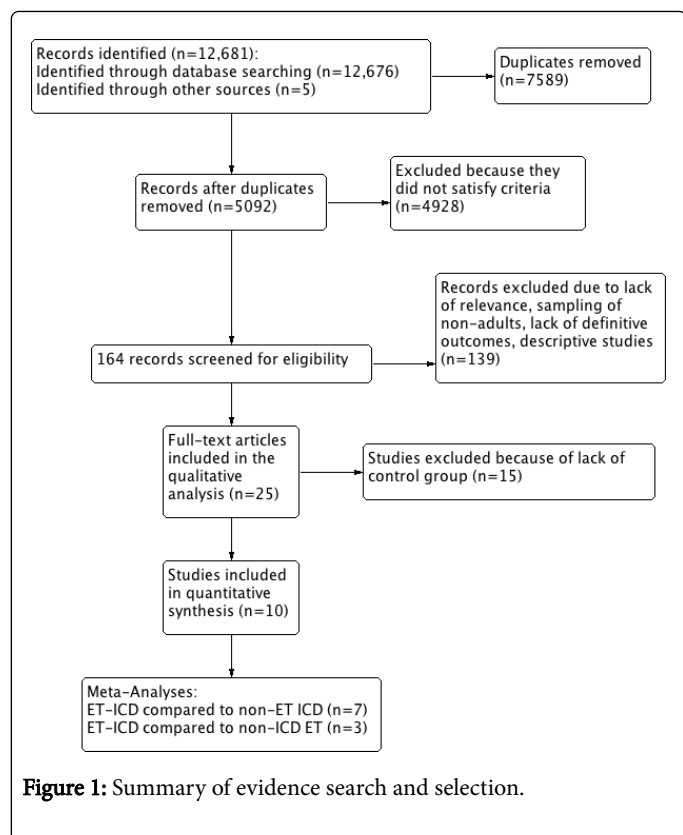 Records identified (n=12,681):
Identified through database searching (n=12,676)
Identified through other sources (n=5)
Duplicates removed
(n=7589)
Records after duplicates
removed (n=5092)
Excluded because they
did not satisfy criteria
(n=4928)
164 records screened for eligibility
Records excluded due to lack
of relevance, sampling of
non-adults, lack of definitive
outcomes, descriptive studies
(n=139)
Full-text articles
included in the
qualitative
analysis (n=25)
Studies excluded because of lack of
control group (n=15)
Studies included
in quantitative
synthesis (n=10)
Meta-Analyses:
ET-ICD compared to non-ET ICD (n=7)
ET-ICD compared to non-ICD ET (n=3)
Figure 1: Summary of evidence search and selection.